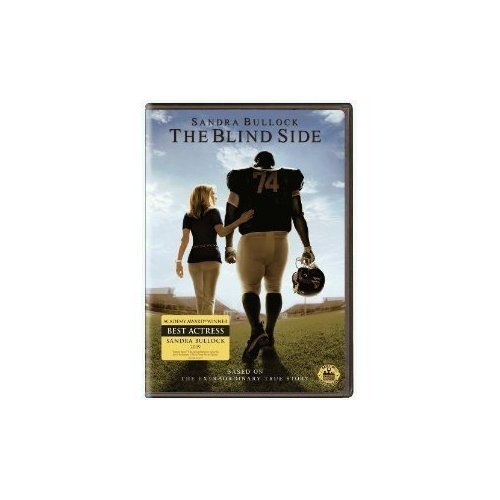 SANDRA BULLOCK
THE BLIND SIDE
74
ACADEMY AWARD WINNER
BEST ACTRESS
SANDRA BULLOCK
2009
BASED ON
THE EXTRAORDINARY TRUE STORY